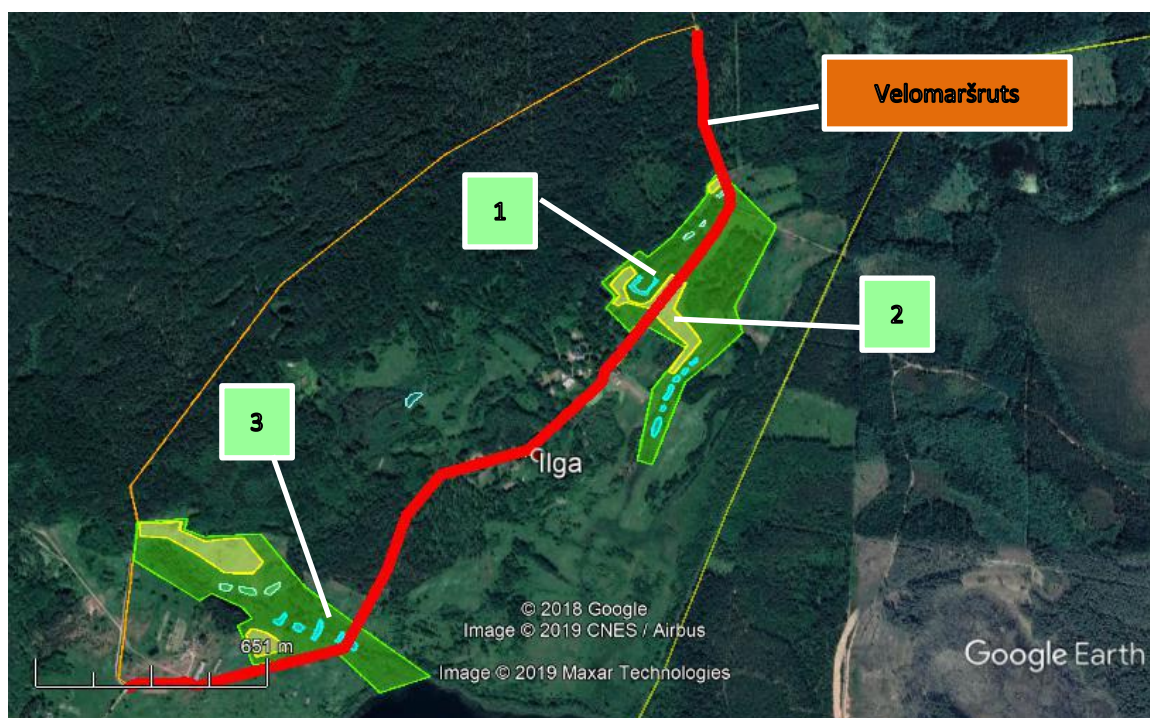 Velomaršruts
1
2
3
Ilga
651 m
© 2018 Google
Image © 2019 CNES / Airbus
Image © 2019 Maxar Technologies
Google Earth